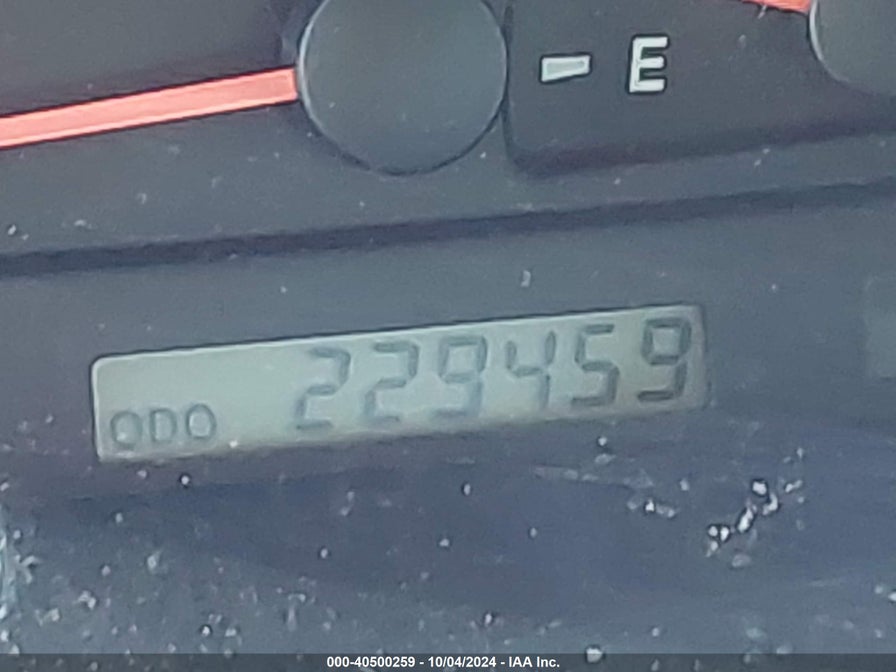 E
ODO 229459
000-40500259 - 10/04/2024 - IAA Inc.